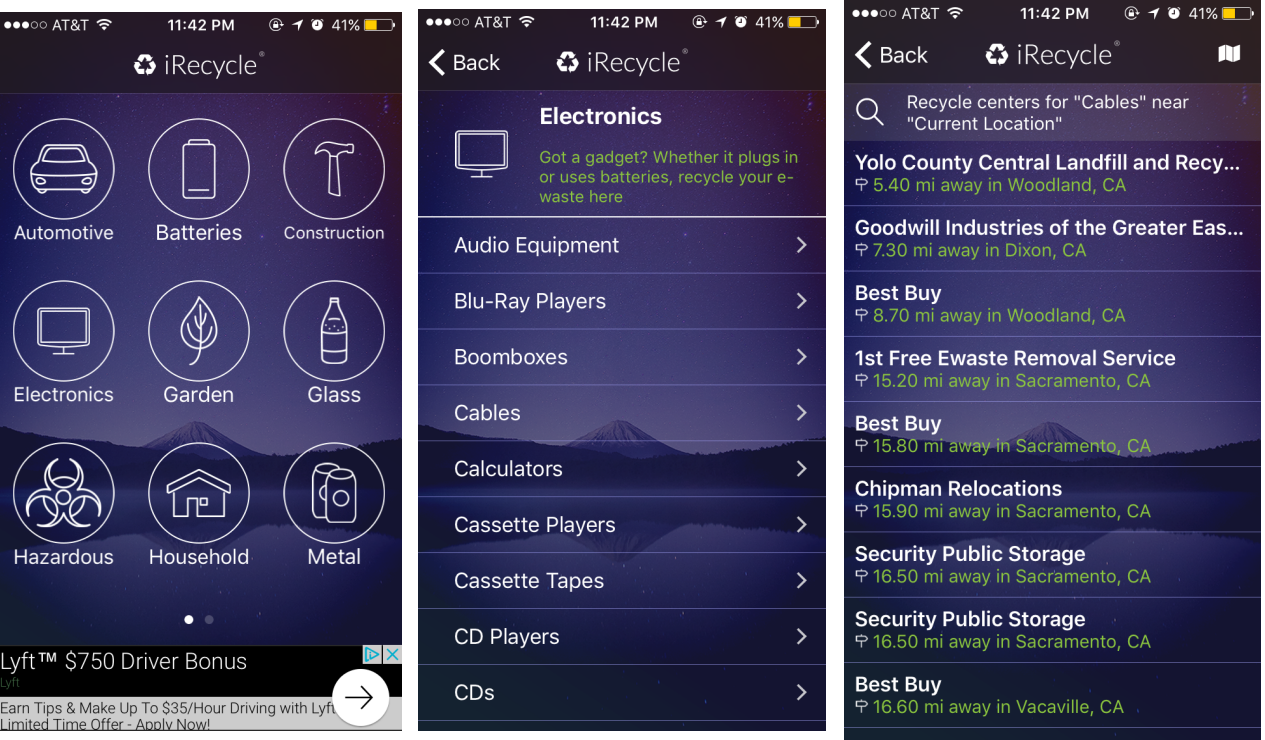 AT&T 11:42 PM 41%
iRecycle®
Automotive Batteries Construction
Electronics Garden Glass
Hazardous Household Metal
Lyft™ $750 Driver Bonus
Lyft
Earn Tips & Make Up To $35/Hour Driving with Lyft
Limited Time Offer - Apply Now!
AT&T 11:42 PM 41%
Back iRecycle®
Electronics
Got a gadget? Whether it plugs in
or uses batteries, recycle your e-
waste here
Audio Equipment
Blu-Ray Players
Boomboxes
Cables
Calculators
Cassette Players
Cassette Tapes
CD Players
CDs
AT&T 11:42 PM 41%
Back iRecycle®
Recycle centers for "Cables" near
"Current Location"
Yolo County Central Landfill and Recy...
5.40 mi away in Woodland, CA
Goodwill Industries of the Greater Eas...
7.30 mi away in Dixon, CA
Best Buy
8.70 mi away in Woodland, CA
1st Free Ewaste Removal Service
15.20 mi away in Sacramento, CA
Best Buy
15.80 mi away in Sacramento, CA
Chipman Relocations
15.90 mi away in Sacramento, CA
Security Public Storage
16.50 mi away in Sacramento, CA
Security Public Storage
16.50 mi away in Sacramento, CA
Best Buy
16.60 mi away in Vacaville, CA